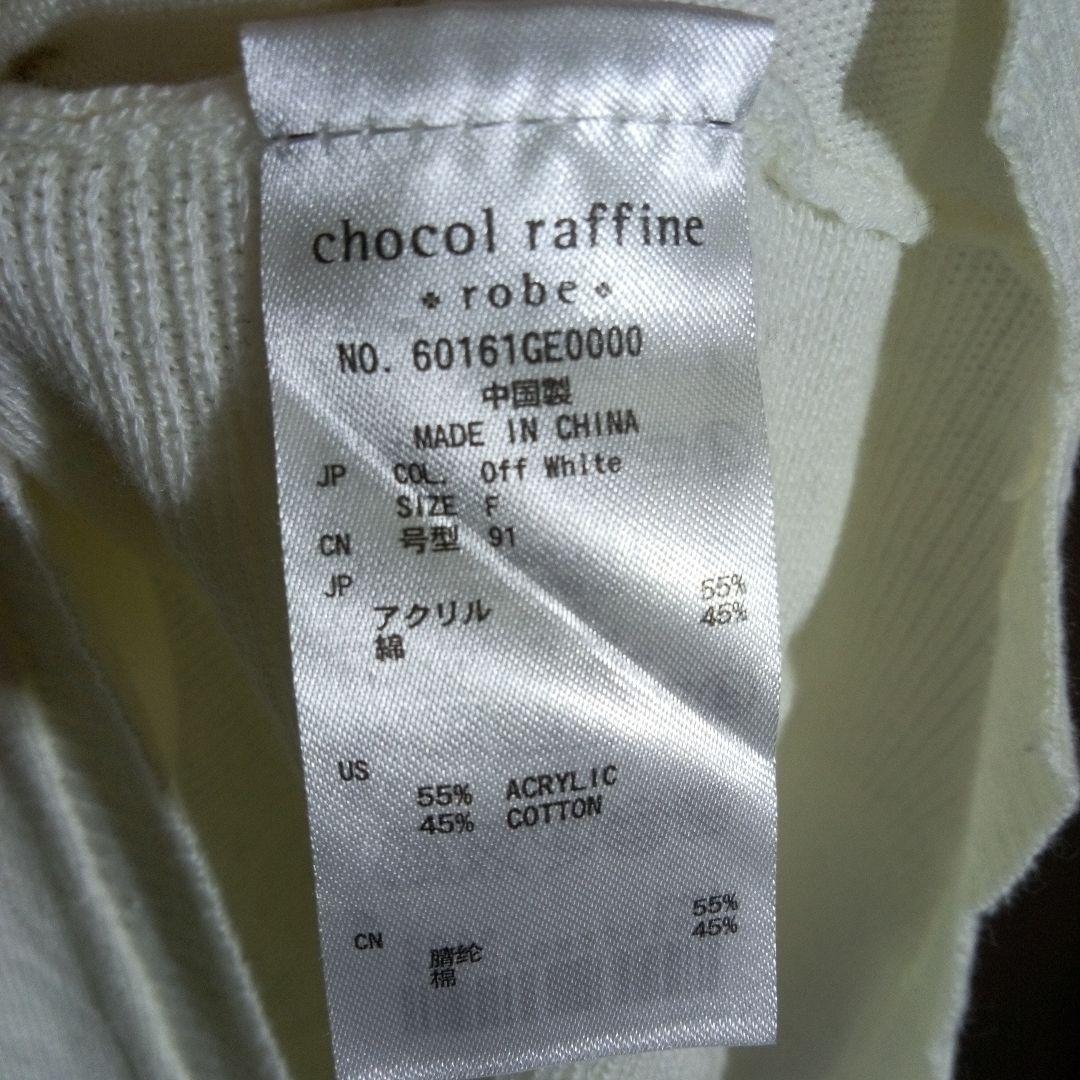 chocol raffine
robe
NO. 60161GE0000
中国製
MADE IN CHINA
JP COL. Off White
SIZE F
CN 号型 91
JP
アクリル 55%
綿 45%
US
55% ACRYLIC
45% COTTON
CN
腈纶 55%
棉 45%